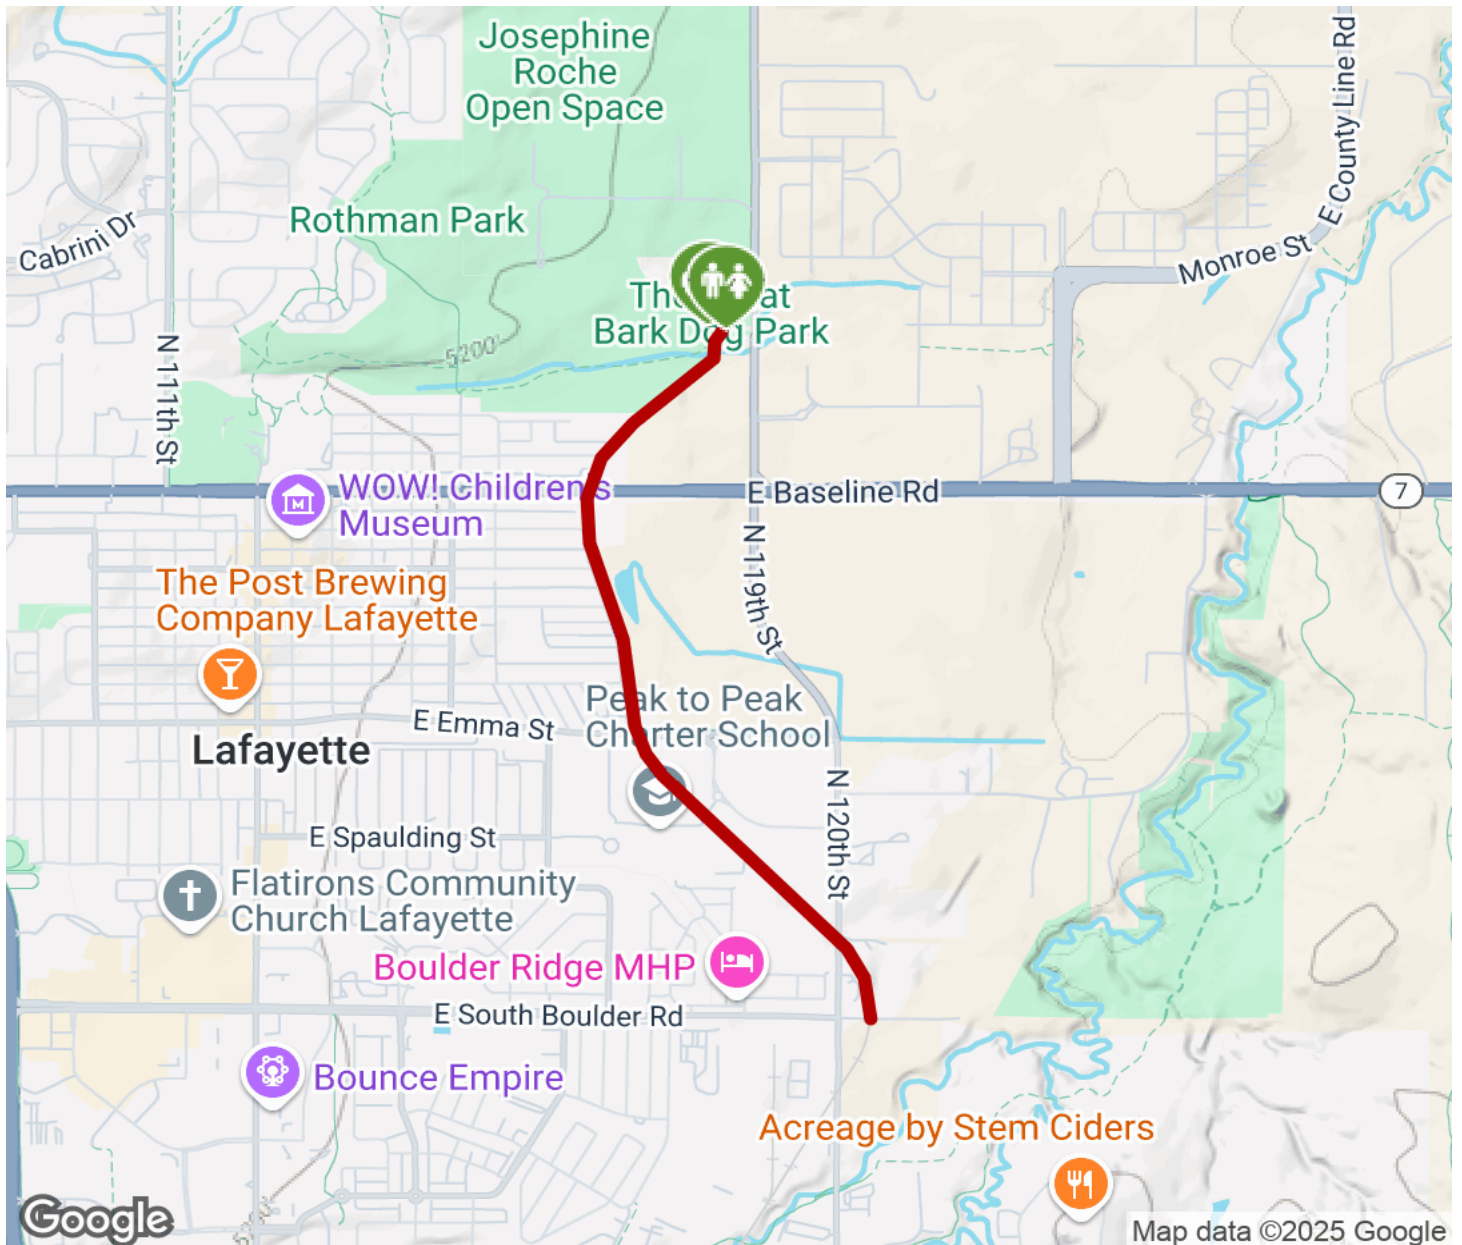 Josephine
Roche
Open Space
E County Line Rd
Rothman Park
Cabrini Dr
Monroe St
Bark Dog Park
5200'
N 111th St
WOW! Children's
Museum
E Baseline Rd
7
N 119th St
The Post Brewing
Company Lafayette
Peak to Peak
Charter School
E Emma St
Lafayette
N 120th St
E Spaulding St
Flatirons Community
Church Lafayette
Boulder Ridge MHP
E South Boulder Rd
Bounce Empire
Acreage by Stem Ciders
Google
Map data ©2025 Google